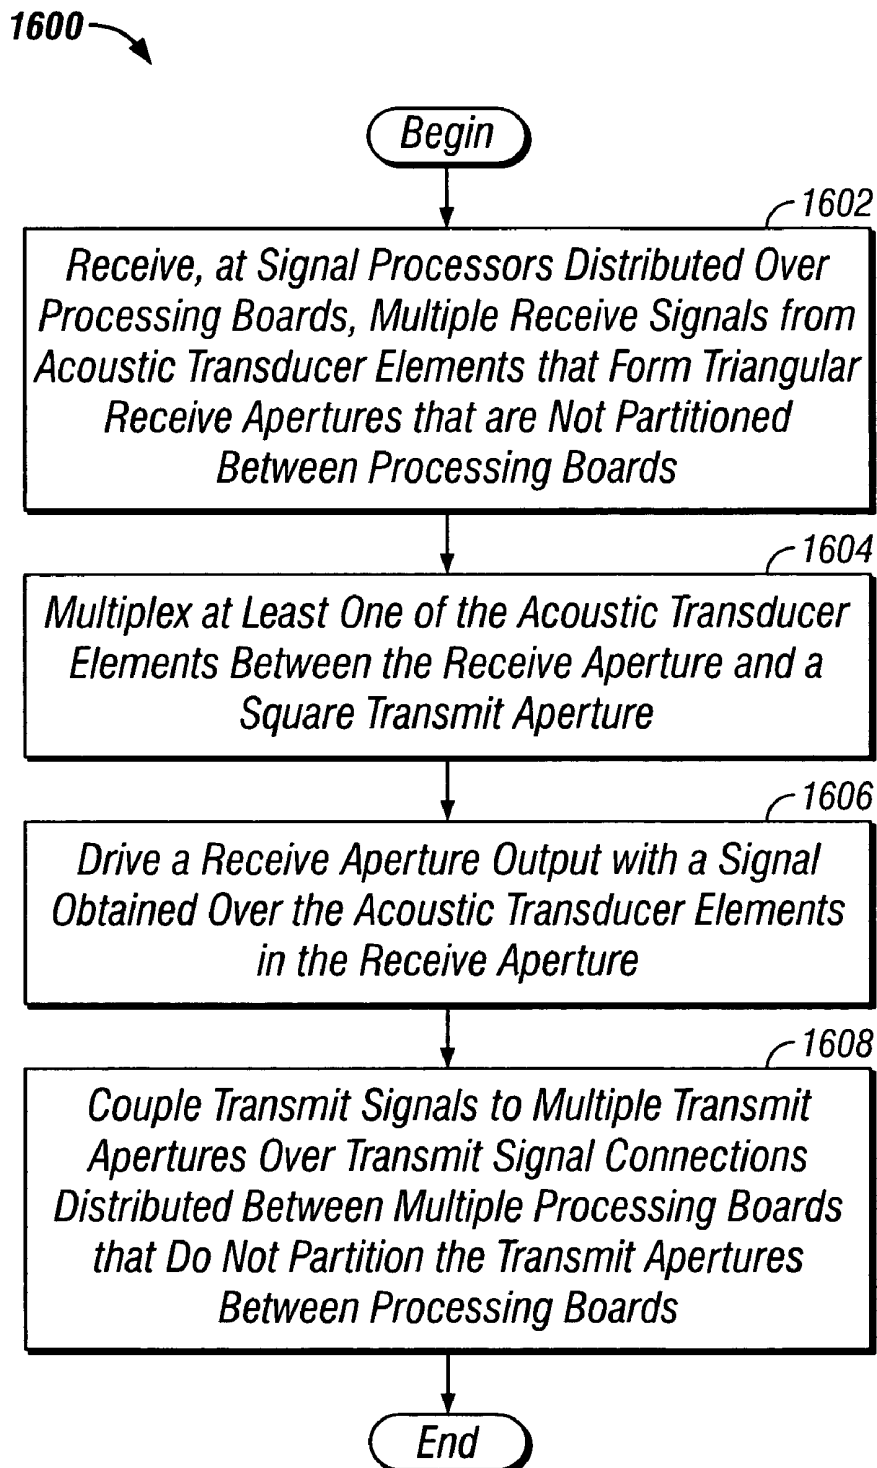 1600
Begin
1602
Receive, at Signal Processors Distributed Over
Processing Boards, Multiple Receive Signals from
Acoustic Transducer Elements that Form Triangular
Receive Apertures that are Not Partitioned
Between Processing Boards
1604
Multiplex at Least One of the Acoustic Transducer
Elements Between the Receive Aperture and a
Square Transmit Aperture
1606
Drive a Receive Aperture Output with a Signal
Obtained Over the Acoustic Transducer Elements
in the Receive Aperture
1608
Couple Transmit Signals to Multiple Transmit
Apertures Over Transmit Signal Connections
Distributed Between Multiple Processing Boards
that Do Not Partition the Transmit Apertures
Between Processing Boards
End